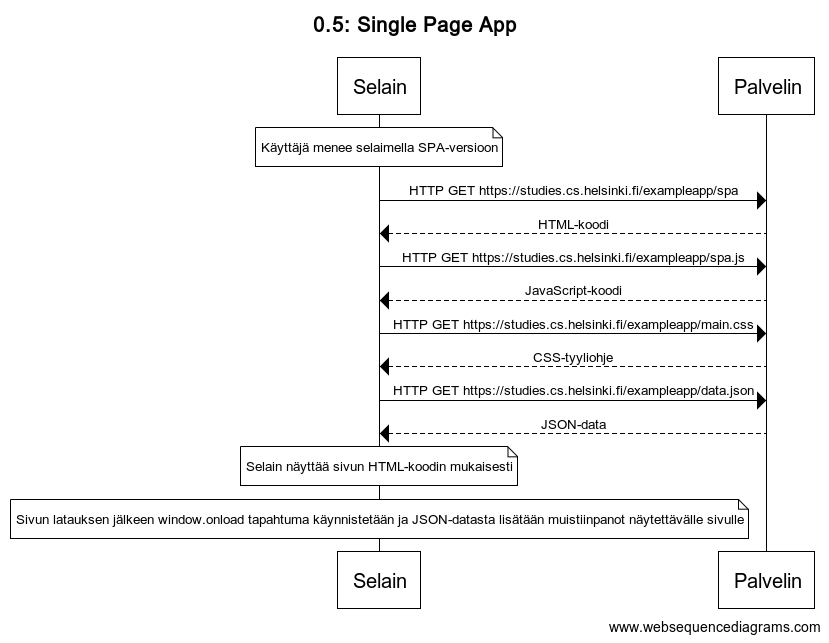 0.5: Single Page App
Selain
Palvelin
Käyttäjä menee selaimella SPA-versioon
HTTP GET https://studies.cs.helsinki.fi/exampleapp/spa
HTML-koodi
HTTP GET https://studies.cs.helsinki.fi/exampleapp/spa.js
JavaScript-koodi
HTTP GET https://studies.cs.helsinki.fi/exampleapp/main.css
CSS-tyyliohje
HTTP GET https://studies.cs.helsinki.fi/exampleapp/data.json
JSON-data
Selain näyttää sivun HTML-koodin mukaisesti
Sivun latauksen jälkeen window.onload tapahtuma käynnistetään ja JSON-datasta lisätään muistiinpanot näytettävälle sivulle
Selain
Palvelin
www.websequencediagrams.com